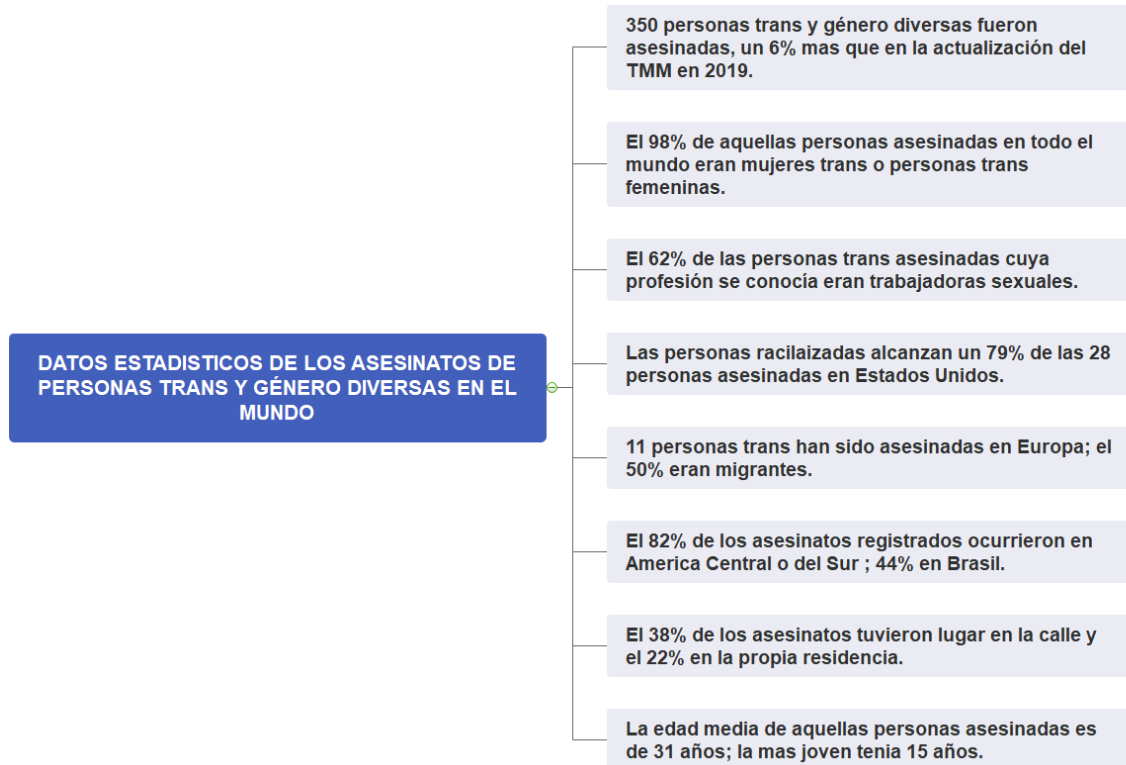 350 personas trans y género diversas fueron
asesinadas, un 6% mas que en la actualización del
TMM en 2019.
El 98% de aquellas personas asesinadas en todo el
mundo eran mujeres trans o personas trans
femeninas.
El 62% de las personas trans asesinadas cuya
profesión se conocía eran trabajadoras sexuales.
DATOS ESTADISTICOS DE LOS ASESINATOS DE
PERSONAS TRANS Y GÉNERO DIVERSAS EN EL
MUNDO
Las personas racilaizadas alcanzan un 79% de las 28
personas asesinadas en Estados Unidos.
11 personas trans han sido asesinadas en Europa; el
50% eran migrantes.
El 82% de los asesinatos registrados ocurrieron en
America Central o del Sur ; 44% en Brasil.
El 38% de los asesinatos tuvieron lugar en la calle y
el 22% en la propia residencia.
La edad media de aquellas personas asesinadas es
de 31 años; la mas joven tenia 15 años.